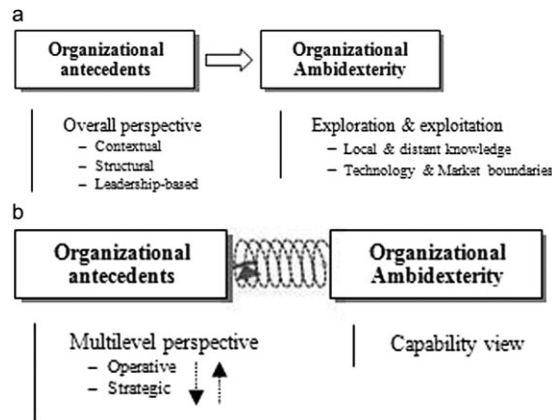 a
Organizational
antecedents
Organizational
Ambidexterity
Overall perspective
– Contextual
– Structural
– Leadership-based
Exploration & exploitation
– Local & distant knowledge
– Technology & Market boundaries
b
Organizational
antecedents
Organizational
Ambidexterity
Multilevel perspective
– Operative
– Strategic
Capability view